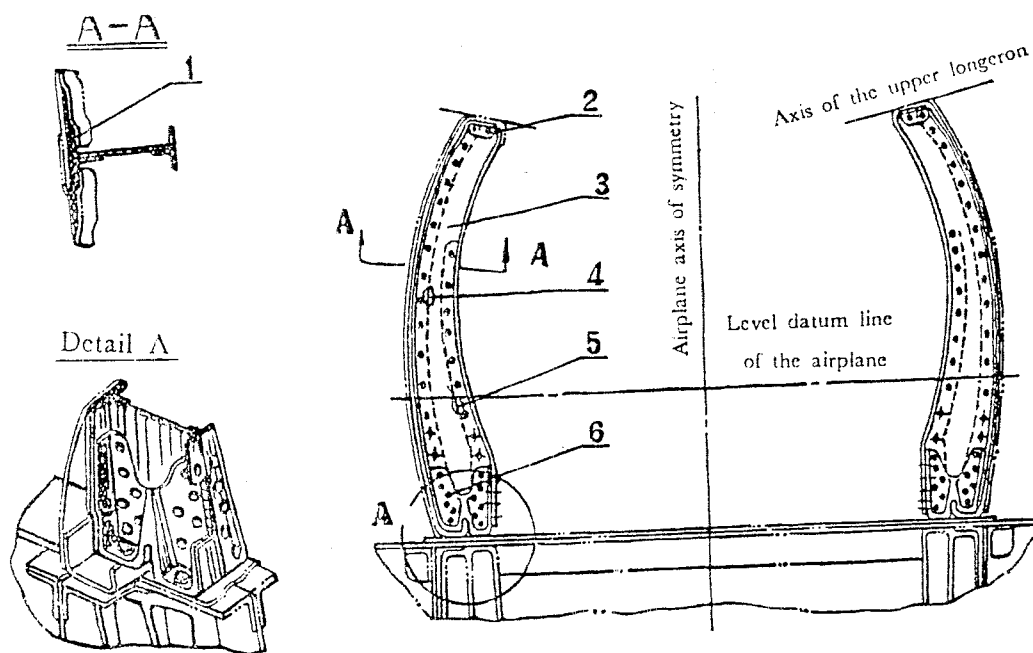 A-A
1
2
3
4
5
6
A
A
A
Detail A
Airplane axis of symmetry
Axis of the upper longeron
Level datum line
of the airplane